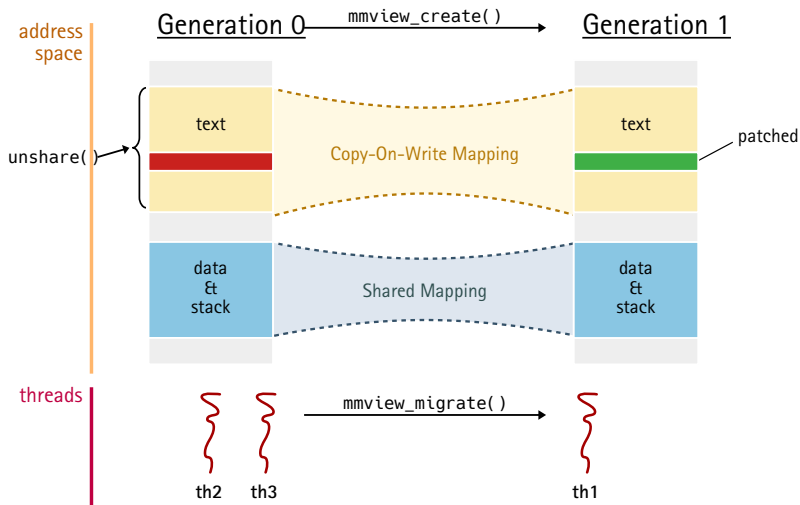 Generation 0
mmview_create()
Generation 1
address
space
text
text
patched
unshare()
Copy-On-Write Mapping
data
&
stack
Shared Mapping
data
&
stack
threads
mmview_migrate()
th2
th3
th1